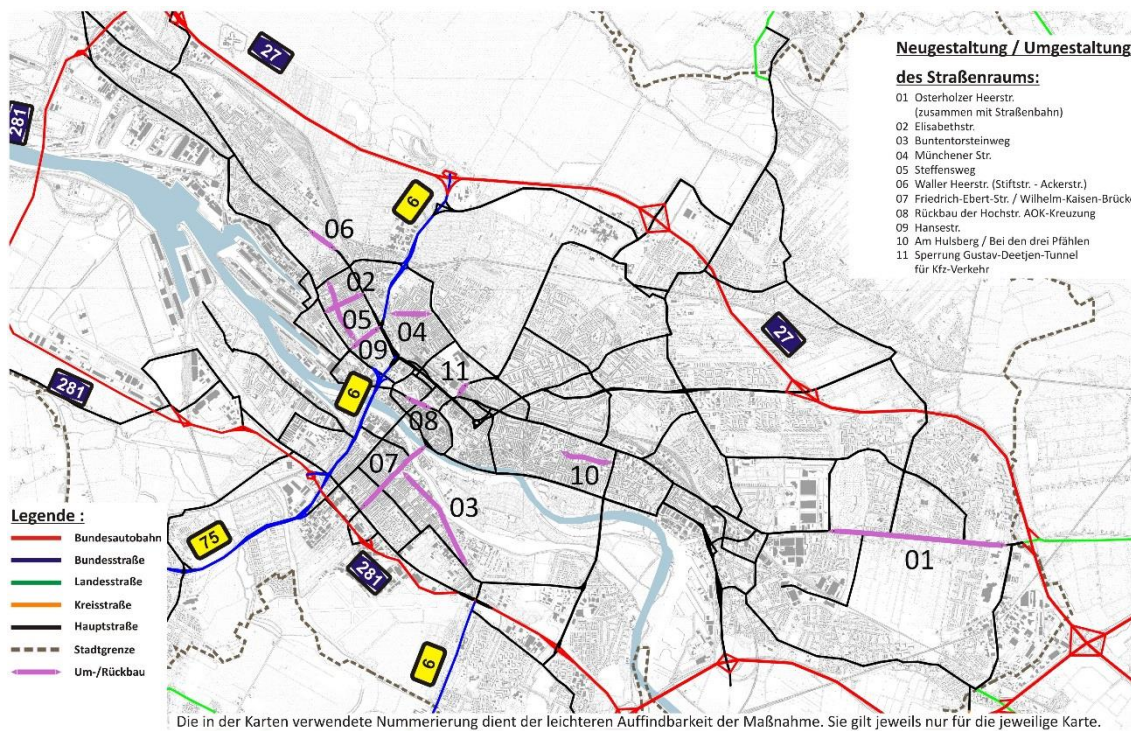 Neugestaltung / Umgestaltung
des Straßenraums:
01 Osterholzer Heerstr.
(zusammen mit Straßenbahn)
02 Elisabethstr.
03 Buntentorsteinweg
04 Münchener Str.
05 Steffensweg
06 Waller Heerstr. (Stiftstr. - Ackerstr.)
07 Friedrich-Ebert-Str. / Wilhelm-Kaisen-Brücke
08 Rückbau der Hochstr. AOK-Kreuzung
09 Hansestr.
10 Am Hulsberg / Bei den drei Pfählen
11 Sperrung Gustav-Deetjen-Tunnel
für Kfz-Verkehr
27
281
6
06
02
05
04
09
27
11
281
6
08
07
10
03
75
01
281
6
Legende :
Bundesautobahn
Bundesstraße
Landesstraße
Kreisstraße
Hauptstraße
Stadtgrenze
Um-/Rückbau
Die in der Karten verwendete Nummerierung dient der leichteren Auffindbarkeit der Maßnahme. Sie gilt jeweils nur für die jeweilige Karte.